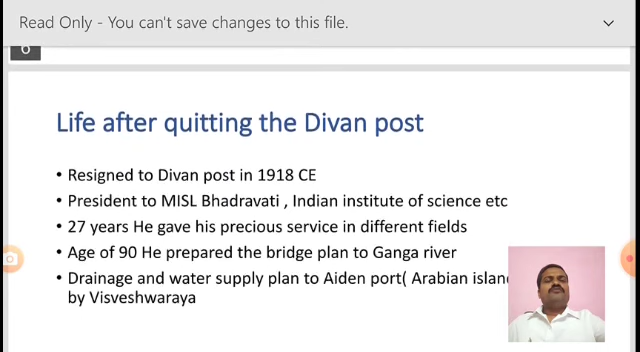 Read Only - You can't save changes to this file.
6
Life after quitting the Divan post
• Resigned to Divan post in 1918 CE
• President to MISL Bhadravati , Indian institute of science etc
• 27 years He gave his precious service in different fields
• Age of 90 He prepared the bridge plan to Ganga river
• Drainage and water supply plan to Aiden port( Arabian
by Visveshwaraya